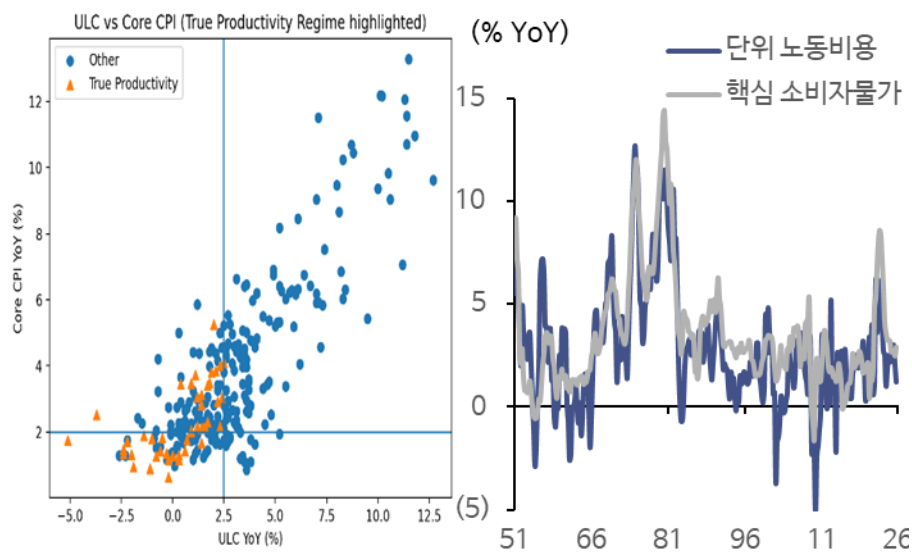 ULC vs Core CPI (True Productivity Regime highlighted)
Other
True Productivity
12
10
8
6
4
2
Core CPI YoY (%)
-5.0 -2.5 0.0 2.5 5.0 7.5 10.0 12.5
ULC YoY (%)
(% YoY)
단위 노동비용
핵심 소비자물가
15
10
5
0
(5)
51 66 81 96 11 26